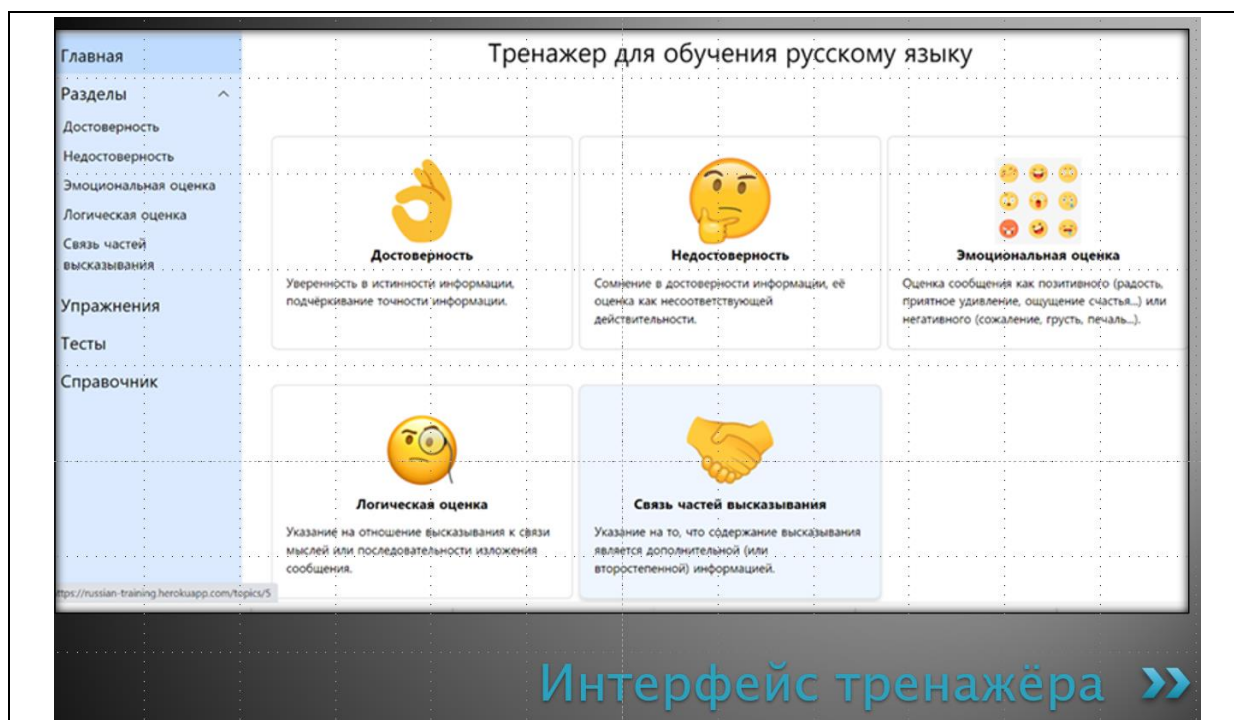 Главная
Разделы
Достоверность
Недостоверность
Эмоциональная оценка
Логическая оценка
Связь частей
высказывания
Упражнения
Тесты
Справочник
Тренажер для обучения русскому языку
Достоверность
Уверенность в истинности информации,
подчёркивание точности информации.
Недостоверность
Сомнение в достоверности информации, её
оценка как несоответствующей
действительности.
Эмоциональная оценка
Оценка сообщения как позитивного (радость,
приятное удивление, ощущение счастья...) или
негативного (сожаление, грусть, печаль...).
Логическая оценка
Указание на отношение высказывания к связи
мыслей или последовательности изложения
сообщения.
Связь частей высказывания
Указание на то, что содержание высказывания
является дополнительной (или
второстепенной) информацией.
ttps://russian-training.herokuapp.com/topics/5
Интерфейс тренажёра